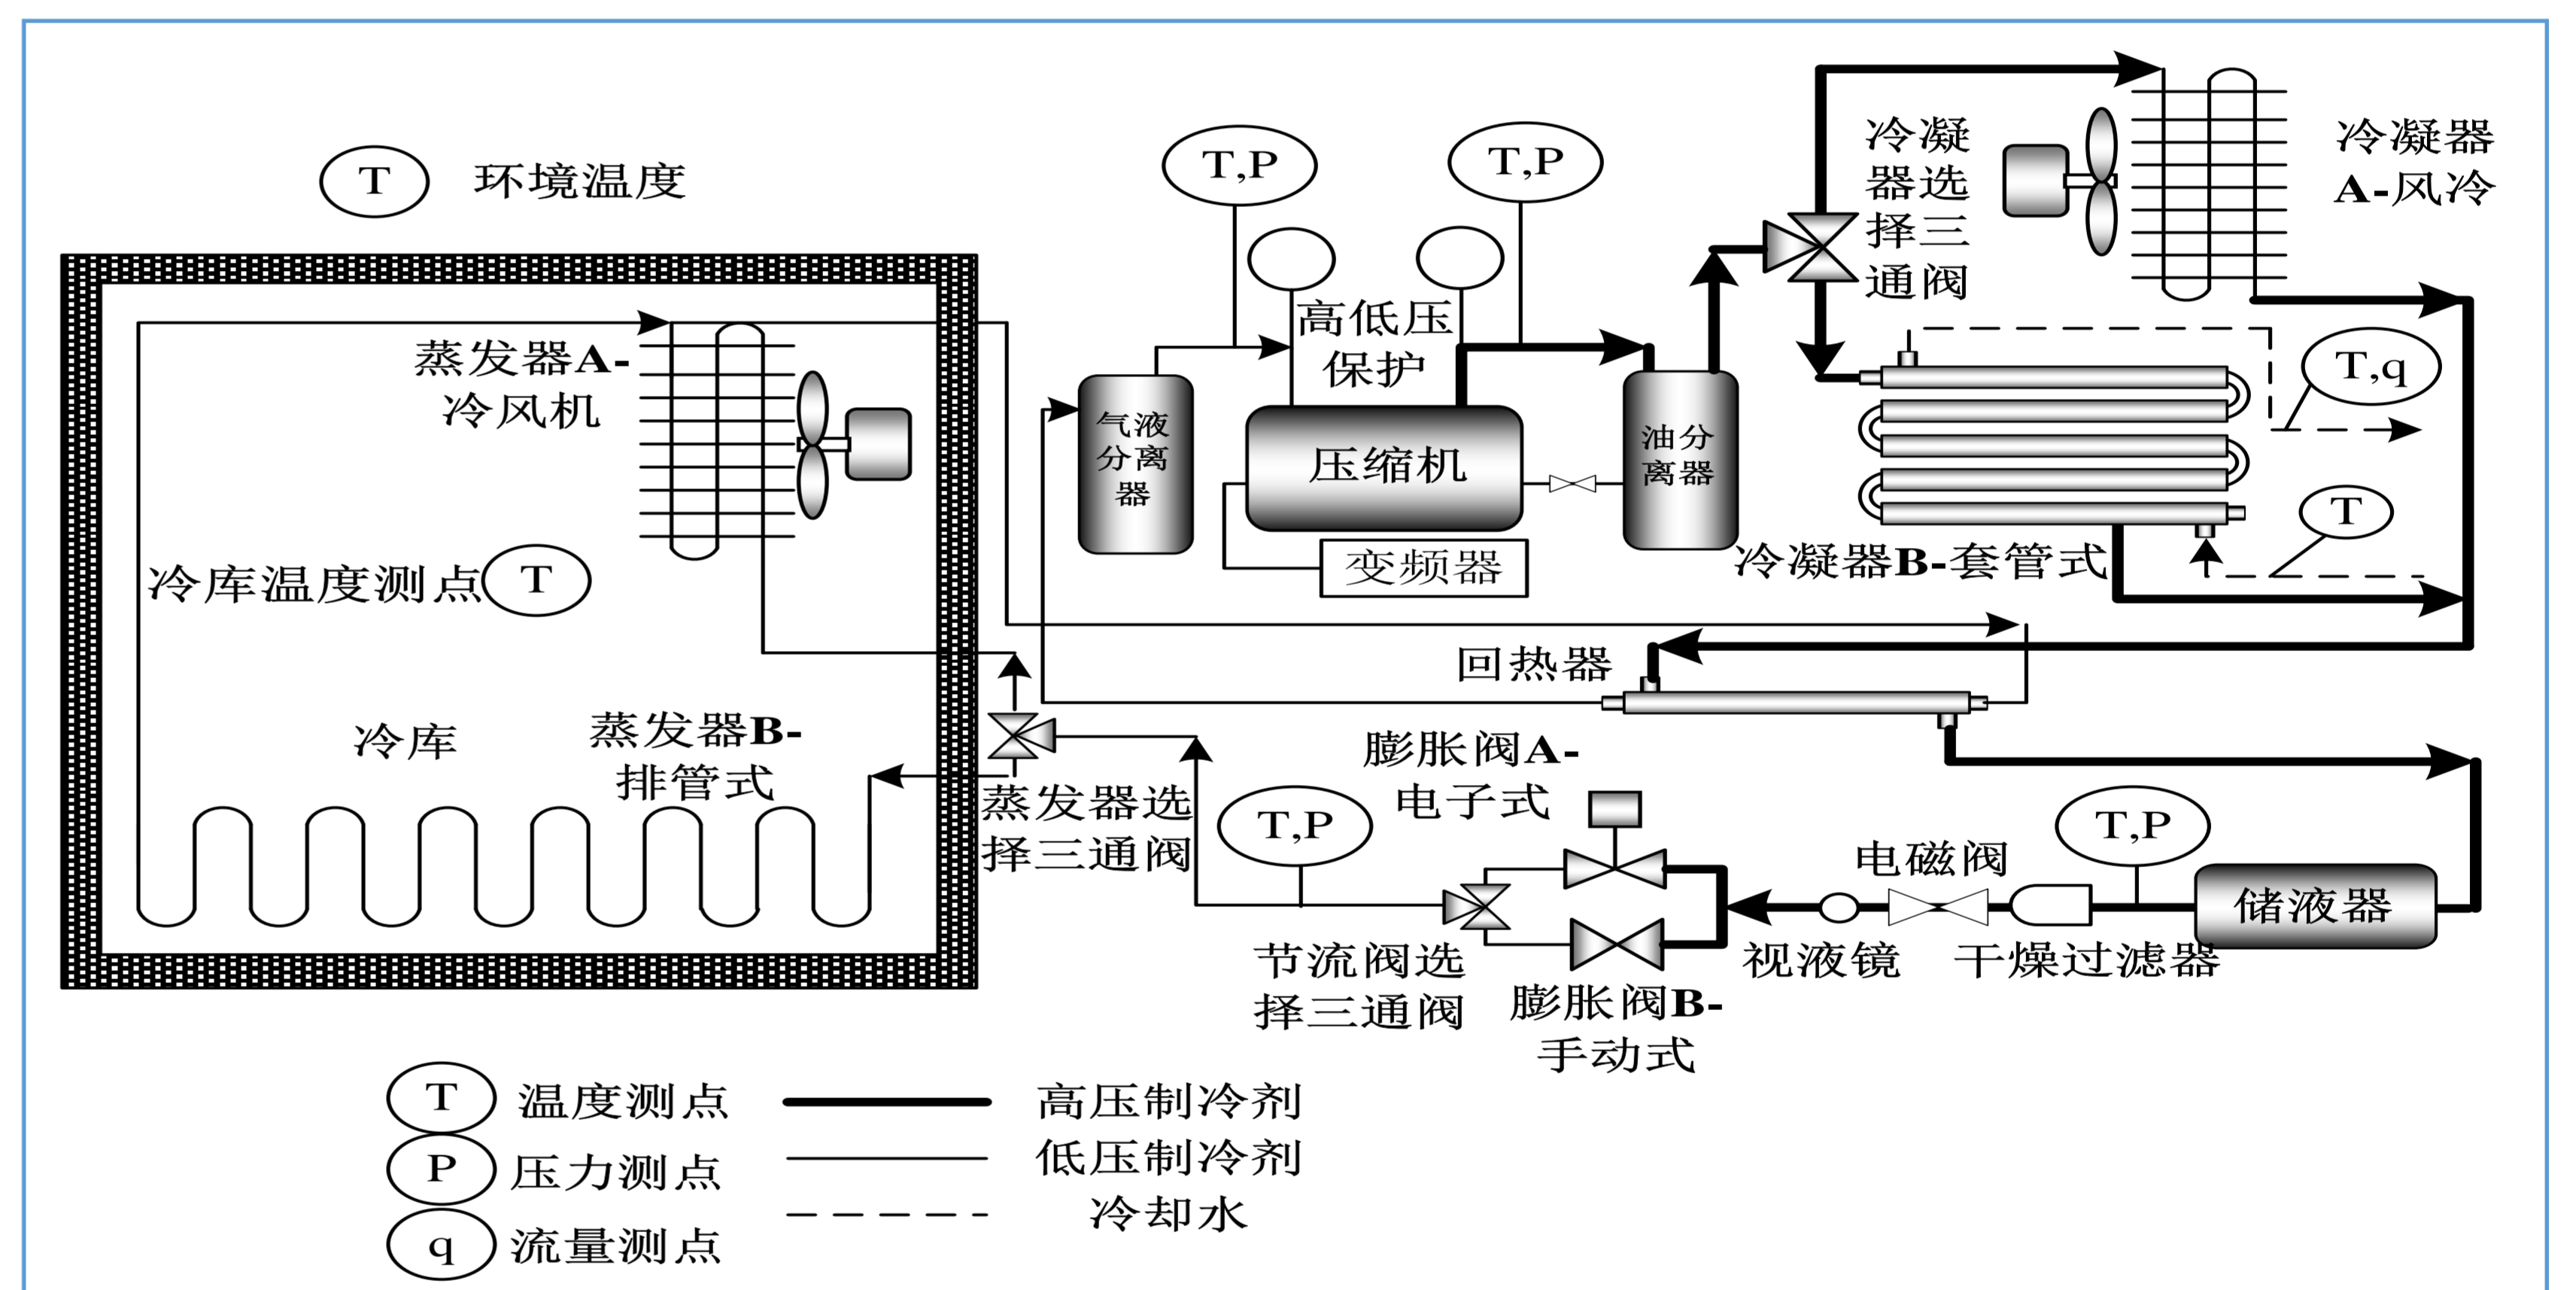 T
环境温度
T,P
T,P
冷凝
器选
择三
通阀
冷凝器
A-风冷
高低压
保护
T,q
蒸发器A-
冷风机
气液
分离
器
压缩机
油分
离器
T
变频器
冷凝器B-套管式
冷库温度测点
T
回热器
冷库
蒸发器B-
排管式
蒸发器选
择三通阀
膨胀阀A-
电子式
T,P
T,P
电磁阀
储液器
节流阀选
择三通阀
视液镜
干燥过滤器
膨胀阀B-
手动式
T
温度测点
高压制冷剂
P
压力测点
低压制冷剂
q
流量测点
冷却水